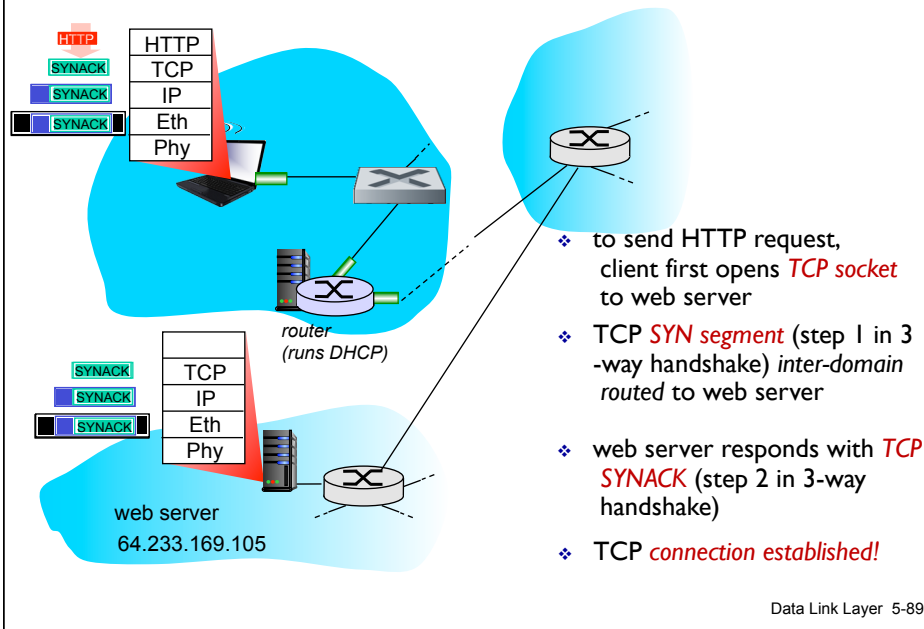 HTTP
SYNACK
SYNACK
SYNACK
HTTP
TCP
IP
Eth
Phy
router
(runs DHCP)
SYNACK
SYNACK
SYNACK
TCP
IP
Eth
Phy
web server
64.233.169.105
❖ to send HTTP request,
client first opens TCP socket
to web server
❖ TCP SYN segment (step 1 in 3
-way handshake) inter-domain
routed to web server
❖ web server responds with TCP
SYNACK (step 2 in 3-way
handshake)
❖ TCP connection established!
Data Link Layer 5-89